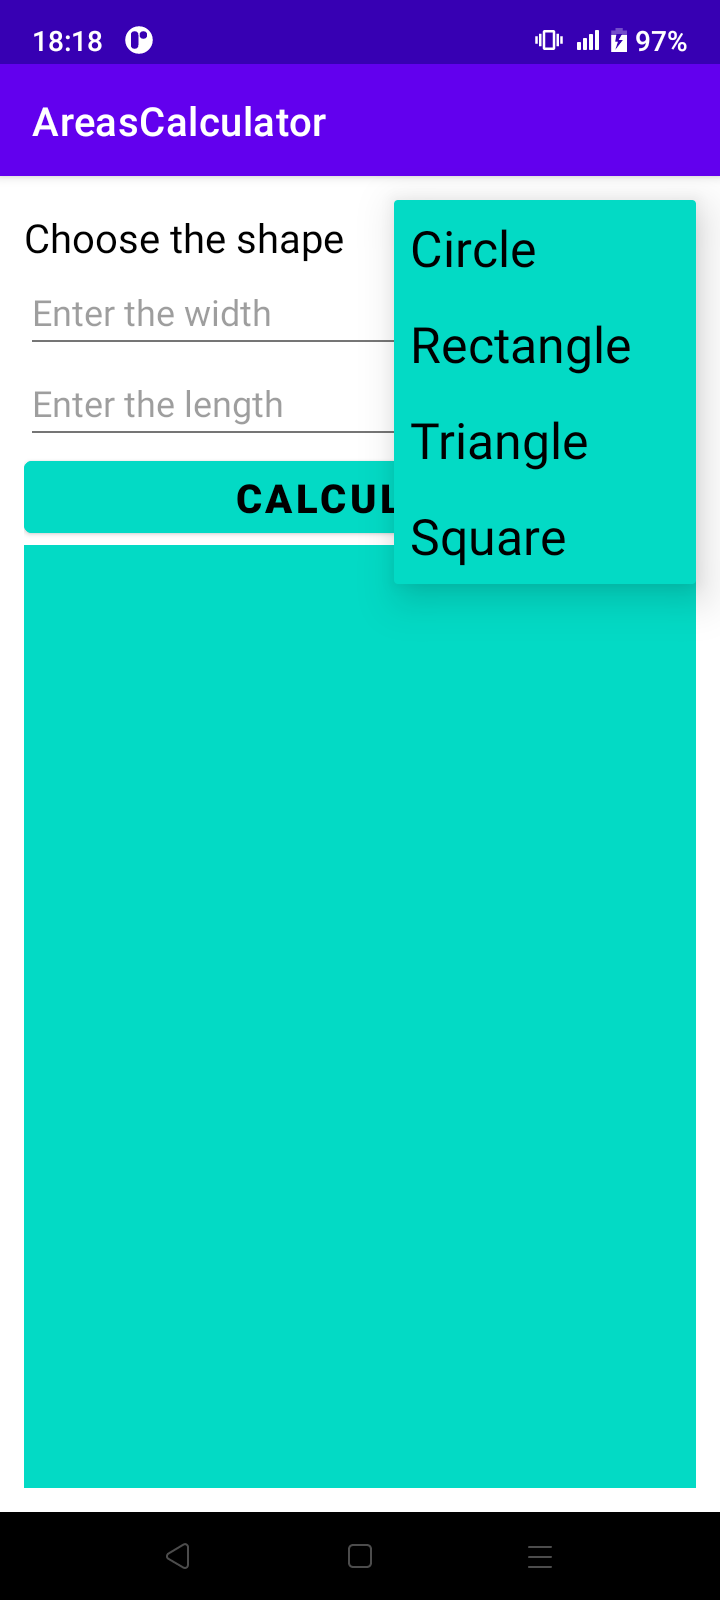 18:18 97%
AreasCalculator
Choose the shape
Circle
Enter the width
Rectangle
Enter the length
Triangle
CALCUL
Square